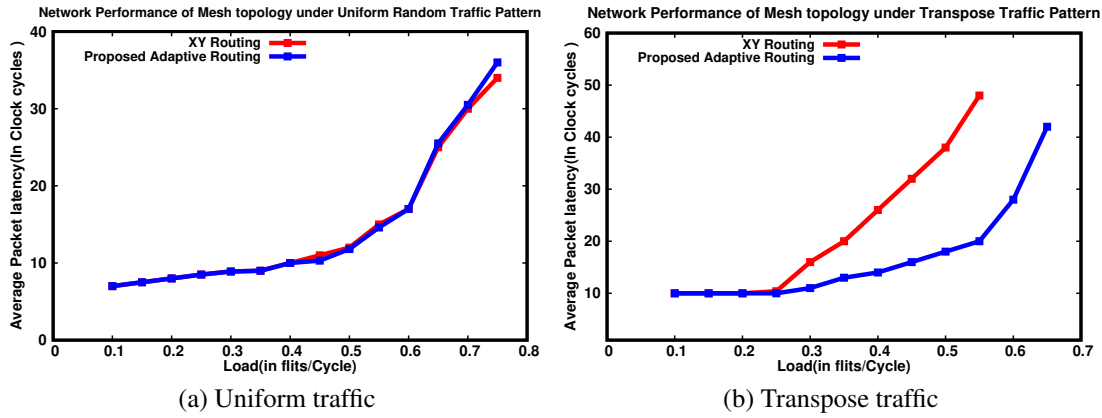 Network Performance of Mesh topology under Uniform Random Traffic Pattern
XY Routing
Proposed Adaptive Routing
Average Packet latency(In Clock cycles )
40
30
20
10
0
0 0.1 0.2 0.3 0.4 0.5 0.6 0.7 0.8
Load(in flits/Cycle)
(a) Uniform traffic
Network Performance of Mesh topology under Transpose Traffic Pattern
XY Routing
Proposed Adaptive Routing
Average Packet latency(In Clock cycles )
60
50
40
30
20
10
0 0.1 0.2 0.3 0.4 0.5 0.6 0.7
Load(in flits/Cycle)
(b) Transpose traffic